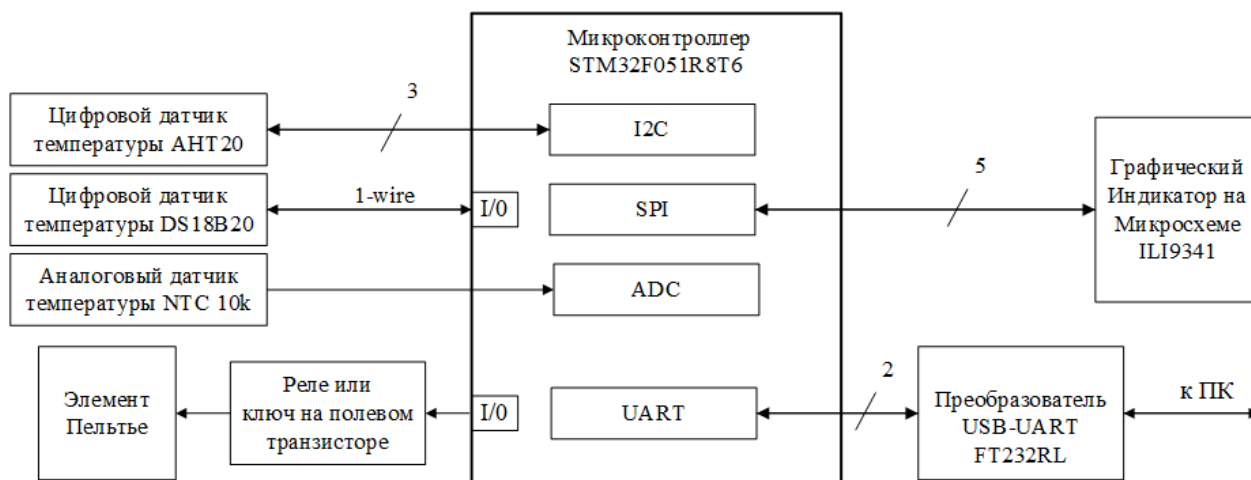 Микроконтроллер
STM32F051R8T6
Цифровой датчик
температуры AHT20
3
I2C
Цифровой датчик
температуры DS18B20
1-wire
I/0
SPI
5
Графический
Индикатор на
Микросхеме
ILI9341
Аналоговый датчик
температуры NTC 10k
ADC
Элемент
Пельтье
Реле или
ключ на полевом
транзисторе
I/0
UART
2
Преобразователь
USB-UART
FT232RL
к ПК